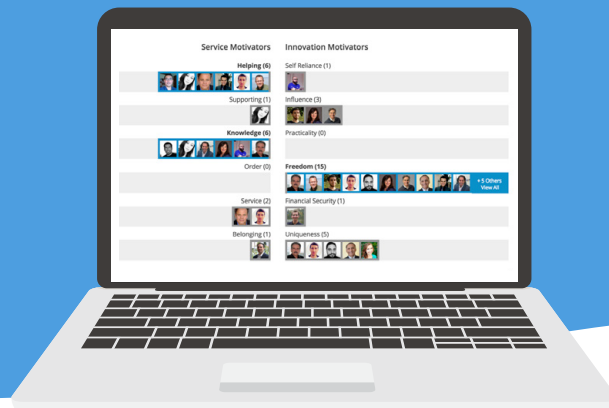 Service Motivators Innovation Motivators
Helping (6) Self Reliance (1)
Supporting (1) Influence (3)
Knowledge (6) Practicality (0)
Order (0) Freedom (15)
+ 5 Others
View All
Service (2) Financial Security (1)
Belonging (1) Uniqueness (5)